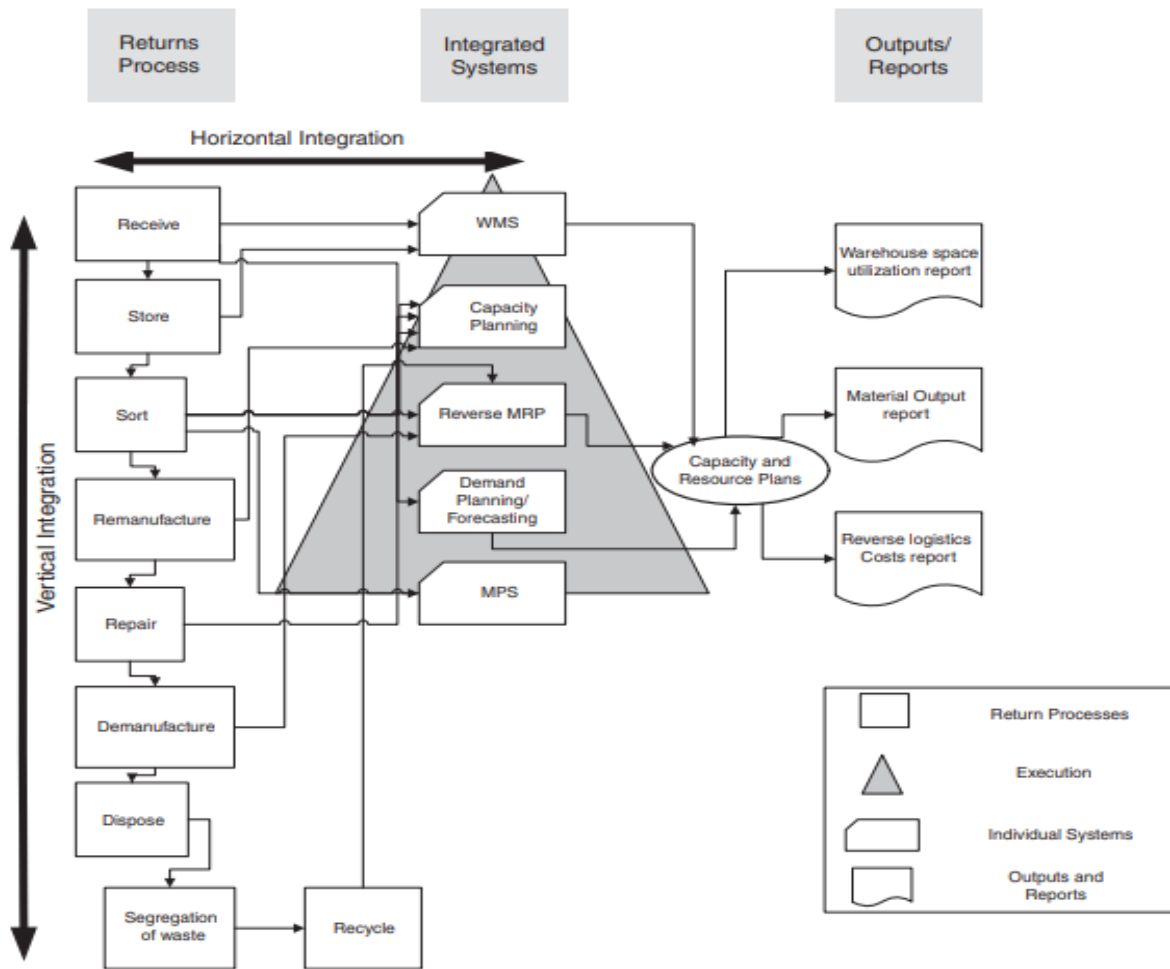 Returns
Process
Integrated
Systems
Outputs/
Reports
Horizontal Integration
Vertical Integration
Receive
WMS
Warehouse space
utilization report
Store
Capacity
Planning
Sort
Reverse MRP
Material Output
report
Capacity and
Resource Plans
Remanufacture
Demand
Planning/
Forecasting
Reverse logistics
Costs report
Repair
MPS
Demanufacture
Dispose
Segregation
of waste
Recycle
Return Processes
Execution
Individual Systems
Outputs and
Reports